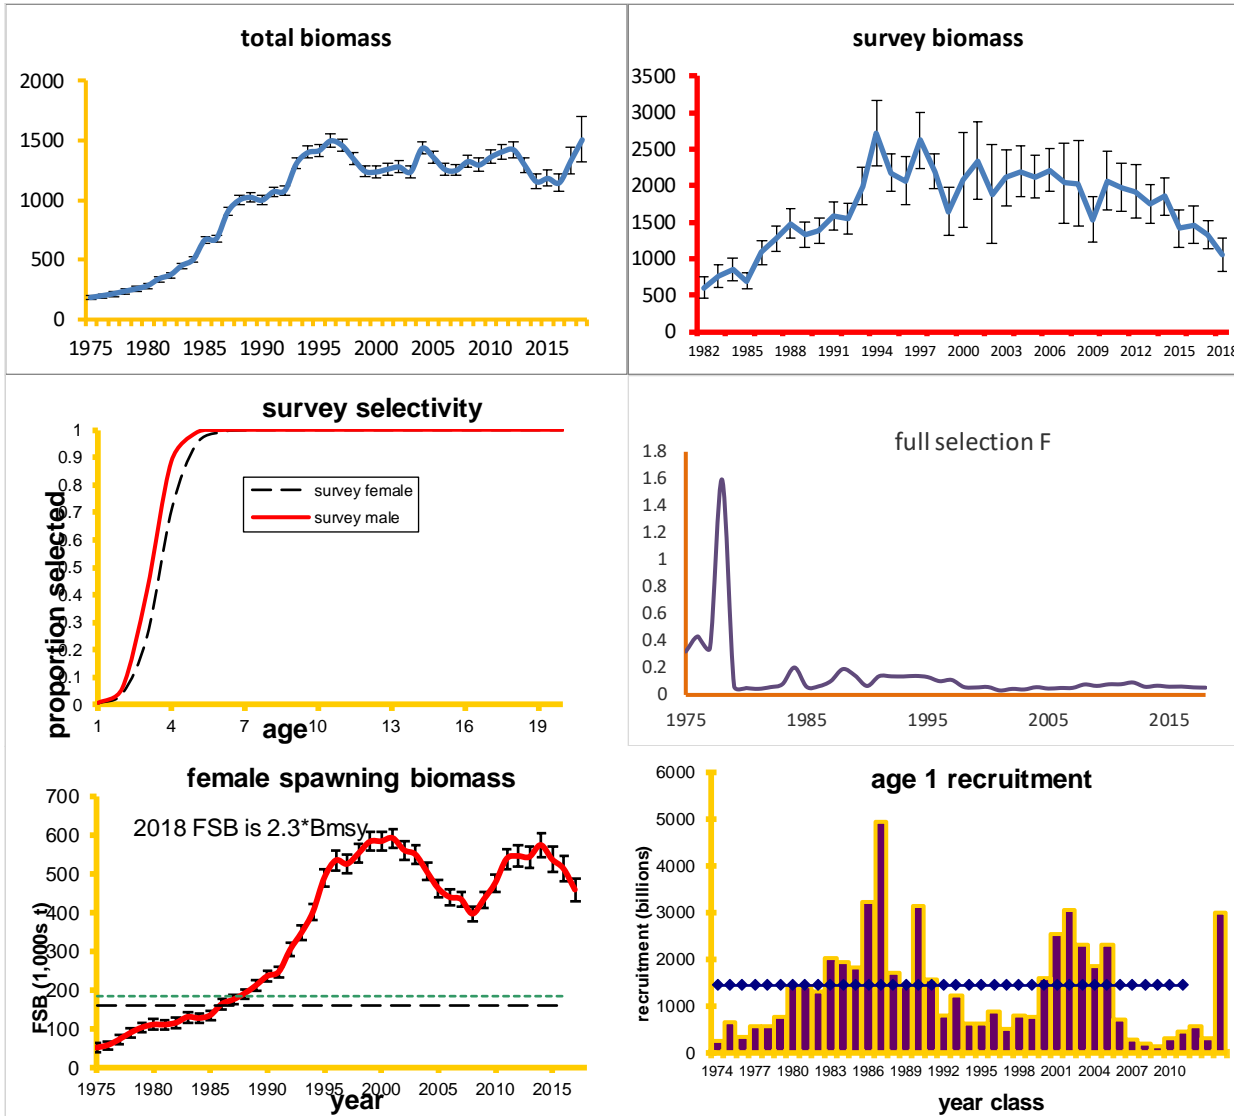 total biomass
2000
1500
1000
500
0
1975 1980 1985 1990 1995 2000 2005 2010 2015
survey biomass
3500
3000
2500
2000
1500
1000
500
0
1982 1985 1988 1991 1994 1997 2000 2003 2006 2009 2012 2015 2018
survey selectivity
proportion selected
1
0.9
0.8
0.7
0.6
0.5
0.4
0.3
0.2
0.1
0
survey female
survey male
1 4 7 10 13 16 19
age
full selection F
1.8
1.6
1.4
1.2
1
0.8
0.6
0.4
0.2
0
1975 1985 1995 2005 2015
female spawning biomass
2018 FSB is 2.3*Bmsy
FSB (1,000s t)
700
600
500
400
300
200
100
0
1975 1980 1985 1990 1995 2000 2005 2010 2015
year
age 1 recruitment
recruitment (billions)
6000
5000
4000
3000
2000
1000
0
1974 1977 1980 1983 1986 1989 1992 1995 1998 2001 2004 2007 2010
year class